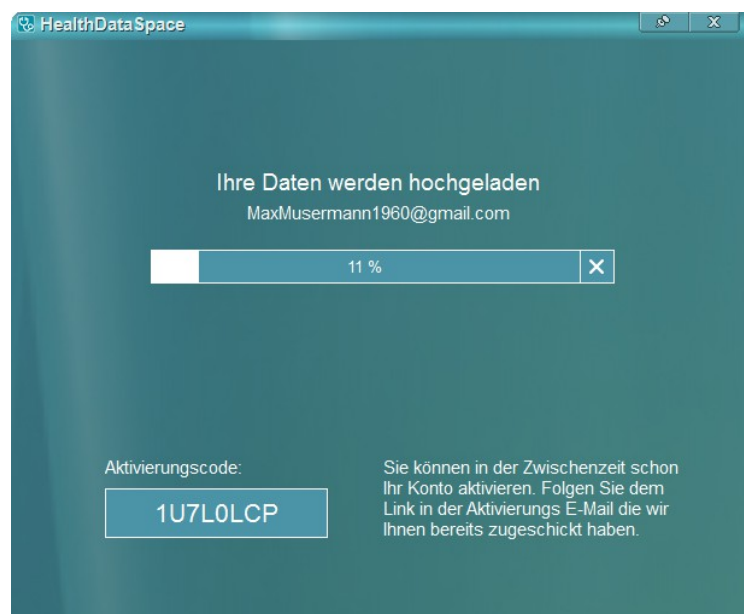 HealthDataSpace
Ihre Daten werden hochgeladen
MaxMusermann1960@gmail.com
11 %
Aktivierungscode:
1U7L0LCP
Sie können in der Zwischenzeit schon
Ihr Konto aktivieren. Folgen Sie dem
Link in der Aktivierungs E-Mail die wir
Ihnen bereits zugeschickt haben.